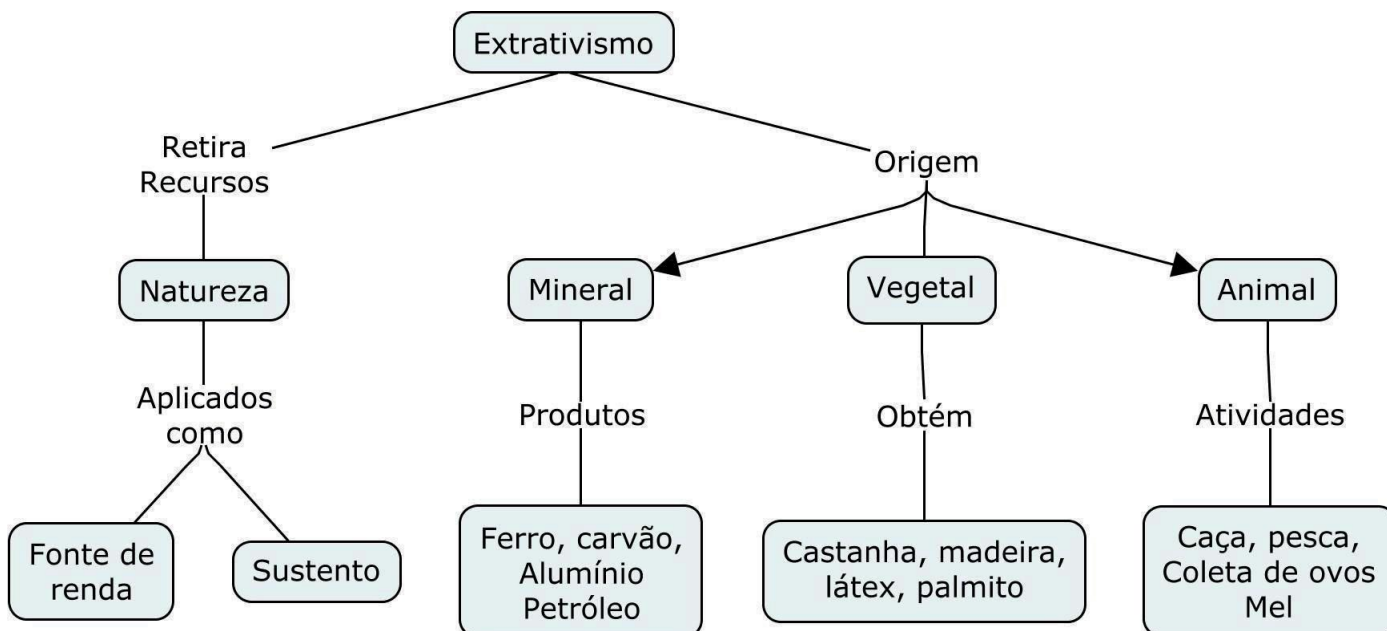 Extrativismo
Retira
Recursos
Origem
Natureza
Mineral
Vegetal
Animal
Aplicados
como
Produtos
Obtém
Atividades
Fonte de
renda
Sustento
Ferro, carvão,
Alumínio
Petróleo
Castanha, madeira,
látex, palmito
Caça, pesca,
Coleta de ovos
Mel